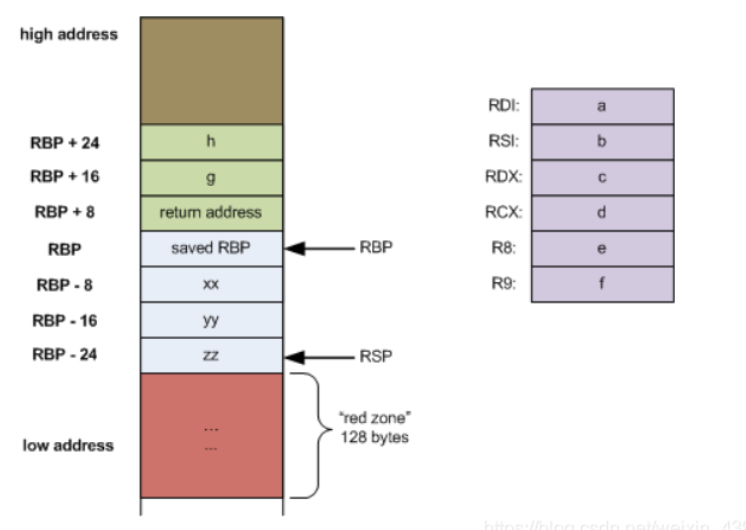 high address
RBP + 24
h
RBP + 16
g
RBP + 8
return address
RBP
saved RBP
RBP
RBP - 8
xx
RBP - 16
yy
RBP - 24
zz
RSP
...
...
"red zone"
128 bytes
low address
RDI:
a
RSI:
b
RDX:
c
RCX:
d
R8:
e
R9:
f
https://blog.csdn.net/weixin_439